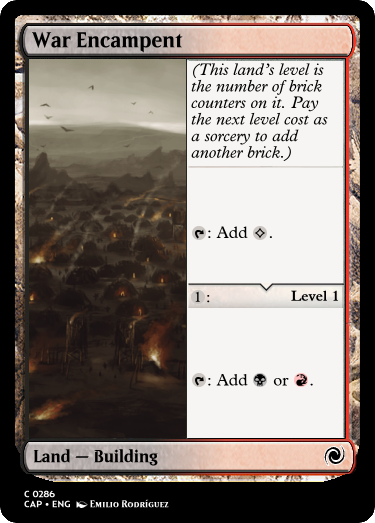 War Encampent
(This land's level is
the number of brick
counters on it. Pay
the next level cost as
a sorcery to add
another brick.)
: Add .
1 : Level 1
: Add or .
Land — Building
C 0286
CAP • ENG Emilio Rodríguez